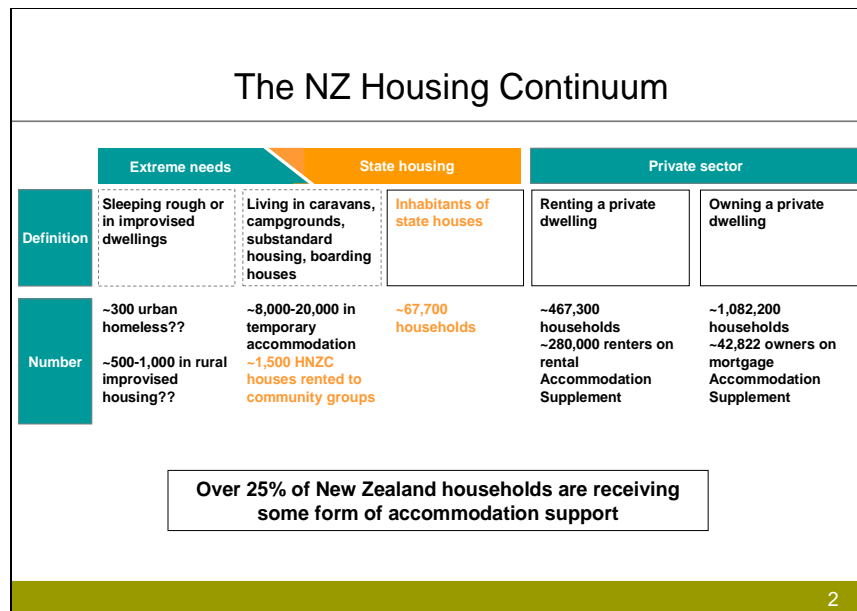 The NZ Housing Continuum
Extreme needs
State housing
Private sector
Definition
Sleeping rough or
in improvised
dwellings
Living in caravans,
campgrounds,
substandard
housing, boarding
houses
Inhabitants of
state houses
Renting a private
dwelling
Owning a private
dwelling
Number
~300 urban
homeless??
~500-1,000 in rural
improvised
housing??
~8,000-20,000 in
temporary
accommodation
~1,500 HNZC
houses rented to
community groups
~67,700
households
~467,300
households
~280,000 renters on
rental
Accommodation
Supplement
~1,082,200
households
~42,822 owners on
mortgage
Accommodation
Supplement
Over 25% of New Zealand households are receiving
some form of accommodation support
2